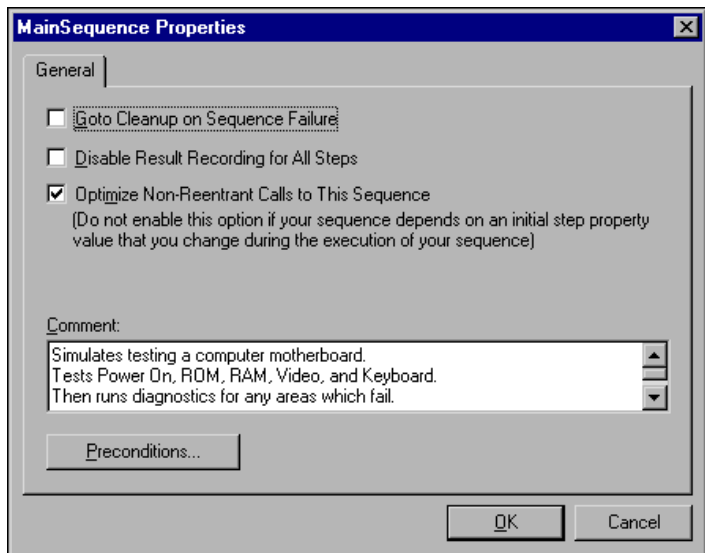 MainSequence Properties
General
Goto Cleanup on Sequence Failure
Disable Result Recording for All Steps
Optimize Non-Reentrant Calls to This Sequence
(Do not enable this option if your sequence depends on an initial step property
value that you change during the execution of your sequence)
Comment:
Simulates testing a computer motherboard.
Tests Power On, ROM, RAM, Video, and Keyboard.
Then runs diagnostics for any areas which fail.
Preconditions...
OK
Cancel